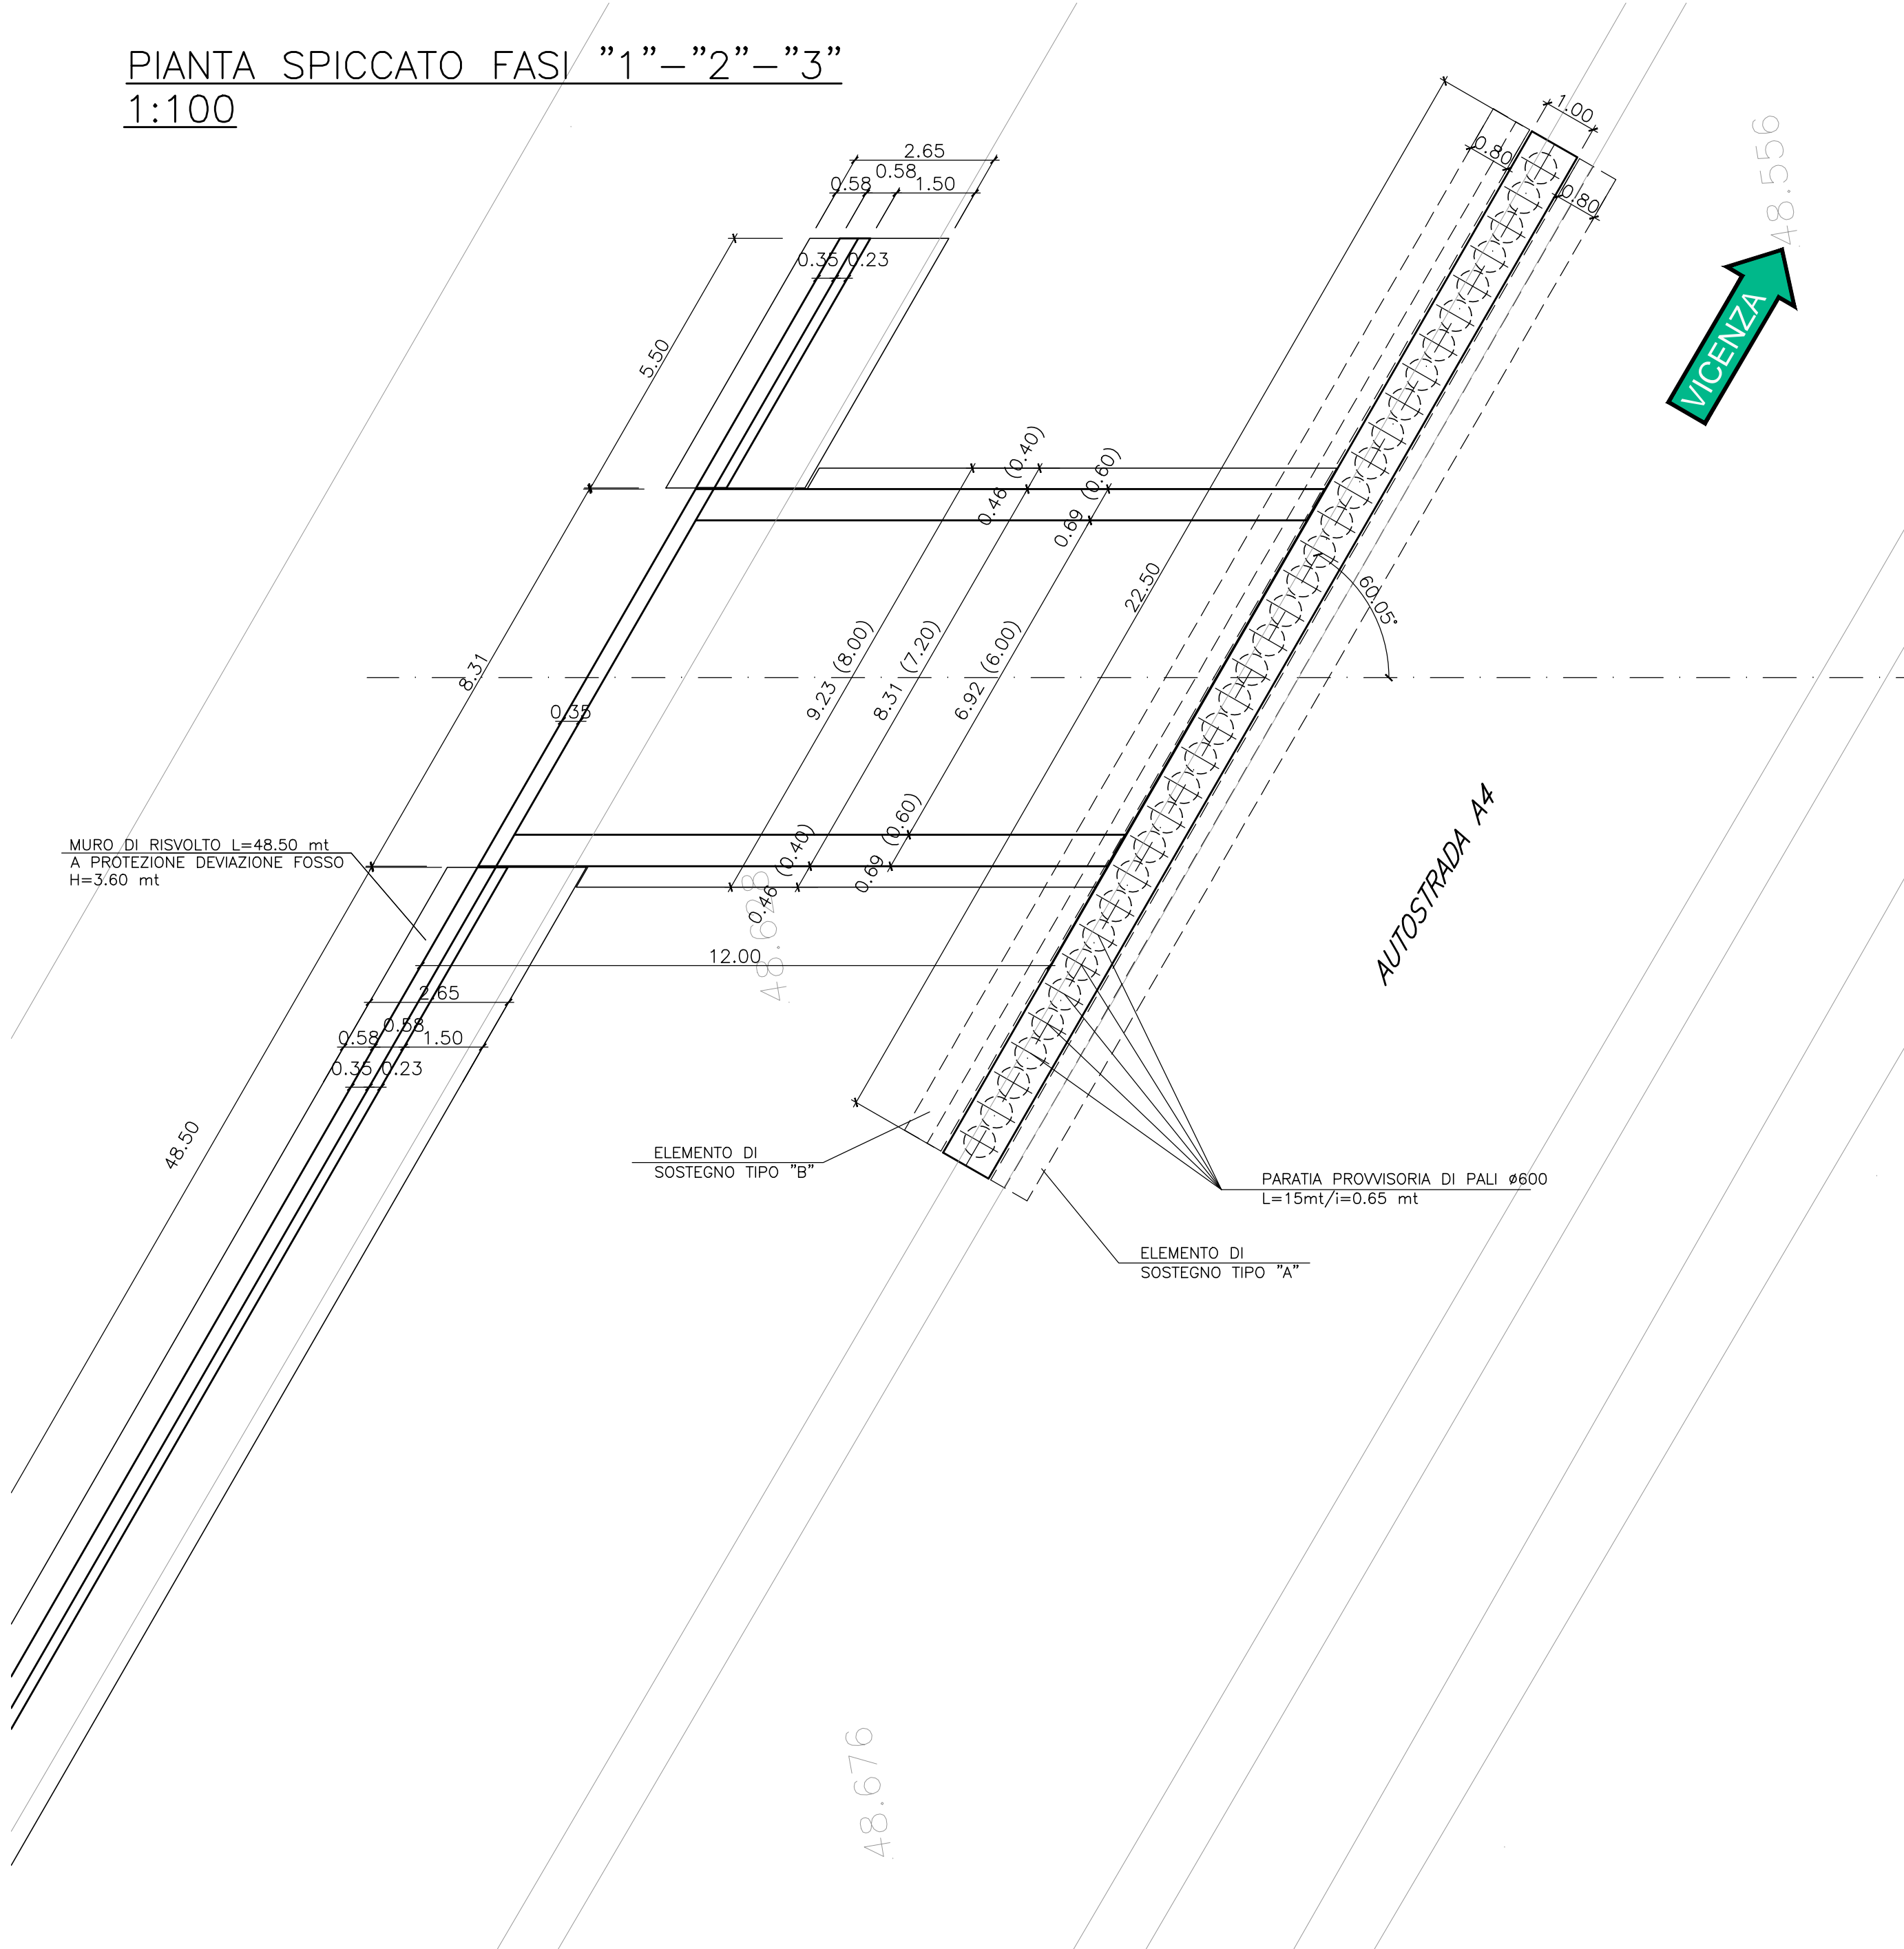 PIANTA SPICCATO FASI "1"-"2"-"3"
1:100
2.65
0.58
0.58
1.50
0.35
0.23
5.50
1.00
0.80
0.80
48.556
VICENZA
0.46 (0.40)
0.69 (0.60)
22.50
60.05°
9.23 (8.00)
8.31 (7.20)
6.92 (6.00)
8.31
0.35
0.46 (0.40)
0.69 (0.60)
48.628
AUTOSTRADA A4
MURO DI RISVOLTO L=48.50 mt
A PROTEZIONE DEVIAZIONE FOSSO
H=3.60 mt
12.00
2.65
0.58
0.58
1.50
0.35
0.23
48.50
ELEMENTO DI
SOSTEGNO TIPO "B"
PARATIA PROVVISORIA DI PALI ø600
L=15mt/i=0.65 mt
ELEMENTO DI
SOSTEGNO TIPO "A"
48.676